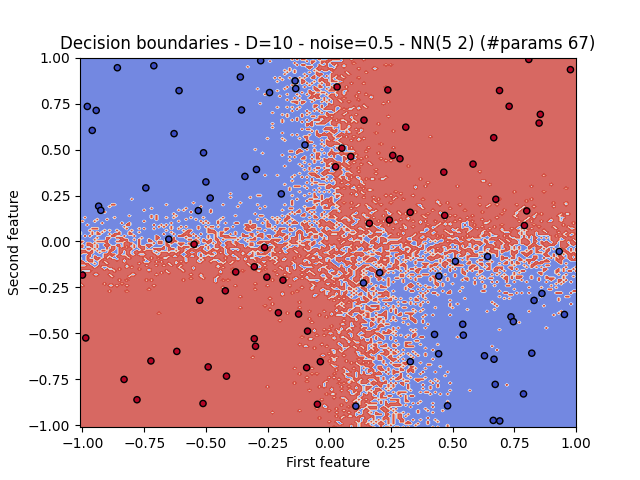 Decision boundaries - D=10 - noise=0.5 - NN(5 2) (#params 67)
1.00
0.75
0.50
0.25
0.00
−0.25
−0.50
−0.75
−1.00
Second feature
−1.00 −0.75 −0.50 −0.25 0.00 0.25 0.50 0.75 1.00
First feature